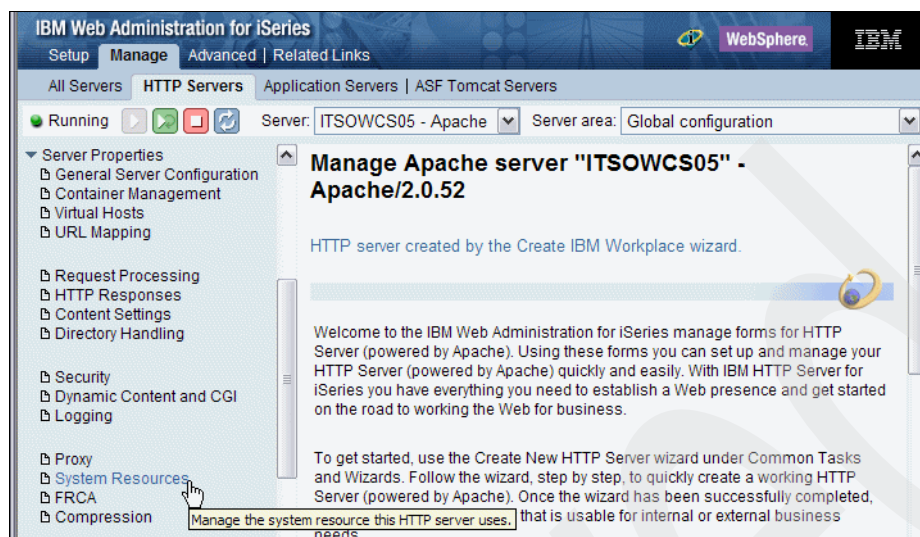 IBM Web Administration for iSeries
Setup Manage Advanced | Related Links
WebSphere.
IBM
All Servers HTTP Servers Application Servers | ASF Tomcat Servers
Running Server: ITSOWCS05 - Apache Server area: Global configuration
Server Properties
General Server Configuration
Container Management
Virtual Hosts
URL Mapping
Request Processing
HTTP Responses
Content Settings
Directory Handling
Security
Dynamic Content and CGI
Logging
Proxy
System Resources
FRCA
Compression
Manage the system resource this HTTP server uses.
Manage Apache server "ITSOWCS05" -
Apache/2.0.52
HTTP server created by the Create IBM Workplace wizard.
Welcome to the IBM Web Administration for iSeries manage forms for HTTP
Server (powered by Apache). Using these forms you can set up and manage your
HTTP Server (powered by Apache) quickly and easily. With IBM HTTP Server for
iSeries you have everything you need to establish a Web presence and get started
on the road to working the Web for business.
To get started, use the Create New HTTP Server wizard under Common Tasks
and Wizards. Follow the wizard, step by step, to quickly create a working HTTP
Server (powered by Apache). Once the wizard has been successfully completed,
that is usable for internal or external business
needs.